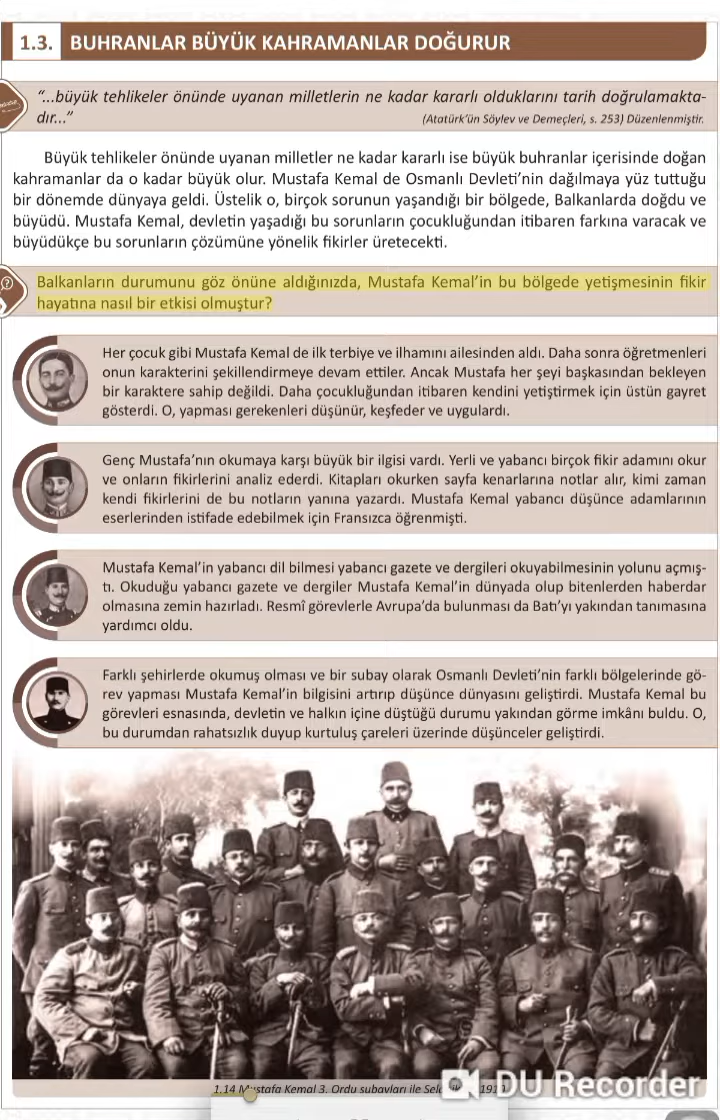 1.3. BUHRANLAR BÜYÜK KAHRAMANLAR DOĞURUR
“...büyük tehlikeler önünde uyanan milletlerin ne kadar kararlı olduklarını tarih doğrulamakta-
dır...” (Atatürk’ün Söylev ve Demeçleri, s. 253) Düzenlenmiştir.
Büyük tehlikeler önünde uyanan milletler ne kadar kararlı ise büyük buhranlar içerisinde doğan
kahramanlar da o kadar büyük olur. Mustafa Kemal de Osmanlı Devleti’nin dağılmaya yüz tuttuğu
bir dönemde dünyaya geldi. Üstelik o, birçok sorunun yaşandığı bir bölgede, Balkanlarda doğdu ve
büyüdü. Mustafa Kemal, devletin yaşadığı bu sorunların çocukluğundan itibaren farkına varacak ve
büyüdükçe bu sorunların çözümüne yönelik fikirler üretecekti.
Balkanların durumunu göz önüne aldığınızda, Mustafa Kemal’in bu bölgede yetişmesinin fikir
hayatına nasıl bir etkisi olmuştur?
Her çocuk gibi Mustafa Kemal de ilk terbiye ve ilhamını ailesinden aldı. Daha sonra öğretmenleri
onun karakterini şekillendirmeye devam ettiler. Ancak Mustafa her şeyi başkasından bekleyen
bir karaktere sahip değildi. Daha çocukluğundan itibaren kendini yetiştirmek için üstün gayret
gösterdi. O, yapması gerekenleri düşünür, keşfeder ve uygulardı.
Genç Mustafa’nın okumaya karşı büyük bir ilgisi vardı. Yerli ve yabancı birçok fikir adamını okur
ve onların fikirlerini analiz ederdi. Kitapları okurken sayfa kenarlarına notlar alır, kimi zaman
kendi fikirlerini de bu notların yanına yazardı. Mustafa Kemal yabancı düşünce adamlarının
eserlerinden istifade edebilmek için Fransızca öğrenmişti.
Mustafa Kemal’in yabancı dil bilmesi yabancı gazete ve dergileri okuyabilmesinin yolunu açmış-
tı. Okuduğu yabancı gazete ve dergiler Mustafa Kemal’in dünyada olup bitenlerden haberdar
olmasına zemin hazırladı. Resmî görevlerle Avrupa’da bulunması da Batı’yı yakından tanımasına
yardımcı oldu.
Farklı şehirlerde okumuş olması ve bir subay olarak Osmanlı Devleti’nin farklı bölgelerinde gö-
rev yapması Mustafa Kemal’in bilgisini artırıp düşünce dünyasını geliştirdi. Mustafa Kemal bu
görevleri esnasında, devletin ve halkın içine düştüğü durumu yakından görme imkânı buldu. O,
bu durumdan rahatsızlık duyup kurtuluş çareleri üzerinde düşünceler geliştirdi.
1.14 Mustafa Kemal 3. Ordu subayları ile
DU Recorder